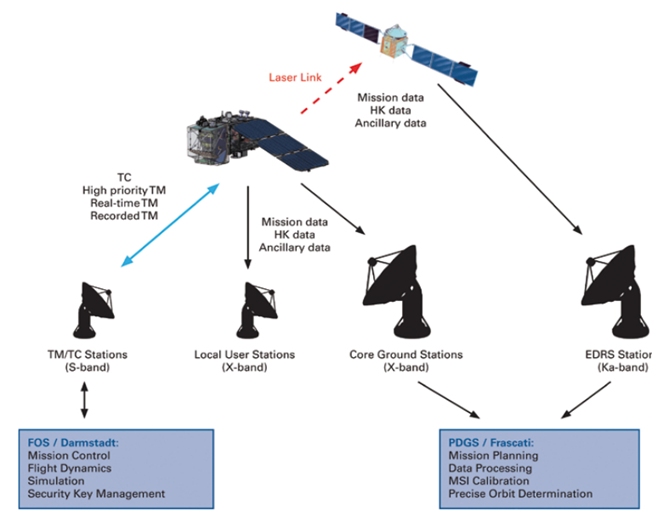 Laser Link
Mission data
HK data
Ancillary data
TC
High priority TM
Real-time TM
Recorded TM
Mission data
HK data
Ancillary data
TM/TC Stations
(S-band)
Local User Stations
(X-band)
Core Ground Stations
(X-band)
EDRS Station
(Ka-band)
FOS / Darmstadt:
Mission Control
Flight Dynamics
Simulation
Security Key Management
PDGS / Frascati:
Mission Planning
Data Processing
MSI Calibration
Precise Orbit Determination